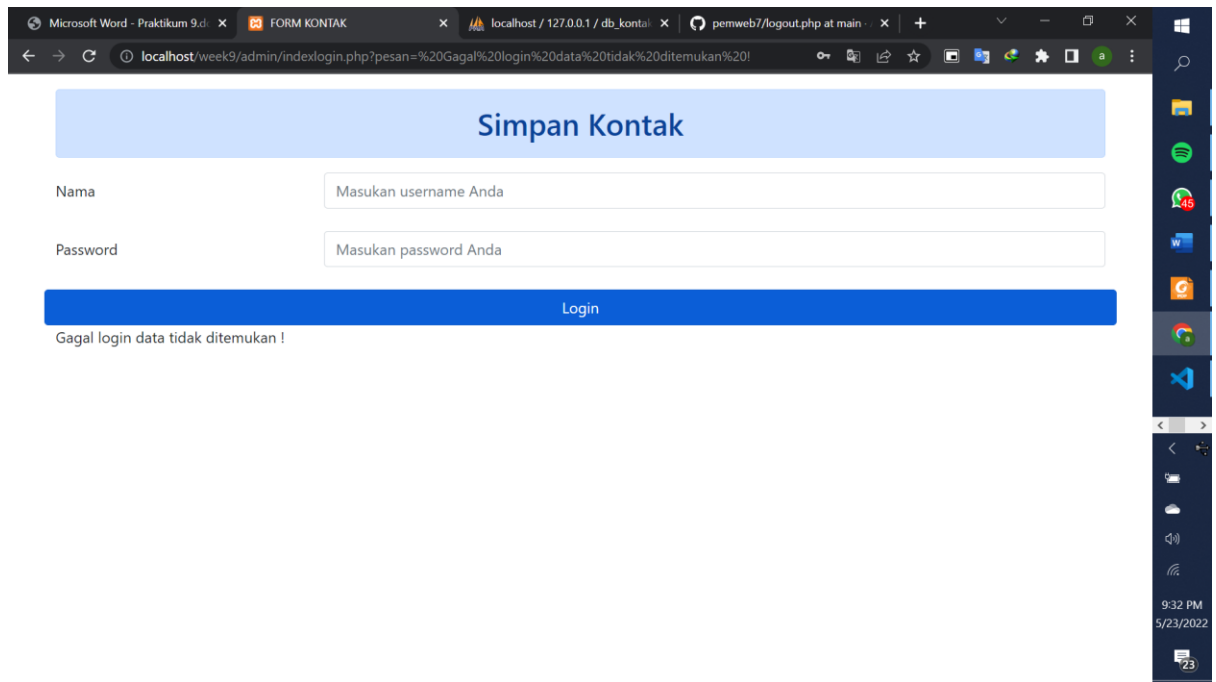 Microsoft Word - Praktikum 9.do
FORM KONTAK
localhost / 127.0.0.1 / db_kontak
pemweb7/logout.php at main ·
localhost/week9/admin/indexlogin.php?pesan=%20Gagal%20login%20data%20tidak%20ditemukan%20!
a
Simpan Kontak
Nama
Masukan username Anda
Password
Masukan password Anda
Login
Gagal login data tidak ditemukan !
45
9:32 PM
5/23/2022
23